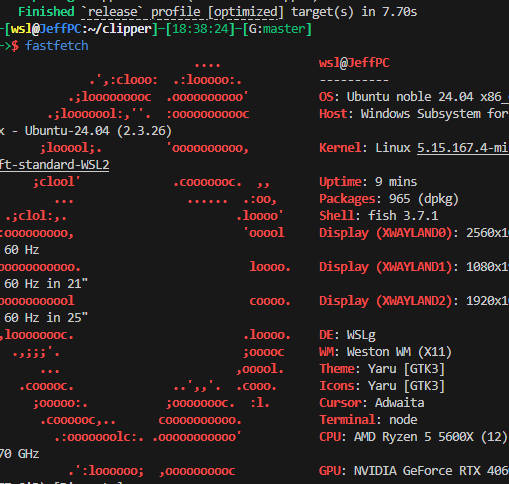 Finished `release` profile [optimized] target(s) in 7.70s
-[wsl@JeffPC:~/clipper]-[18:38:24]-[G:master]
->$ fastfetch
.... wsl@JeffPC
.',:clooo: .:looooo:. ----------
.;looooooooc .oooooooooo' OS: Ubuntu noble 24.04 x86_
.;looooool:,''. :ooooooooooc Host: Windows Subsystem for
x - Ubuntu-24.04 (2.3.26)
;looool;. 'oooooooooo, Kernel: Linux 5.15.167.4-mi
ft-standard-WSL2
;clool' .cooooooc. ,, Uptime: 9 mins
... ...... .:oo, Packages: 965 (dpkg)
.;clol:,. .loooo' Shell: fish 3.7.1
:ooooooooo, 'ooool Display (XWAYLAND0): 2560x1
60 Hz
ooooooooooo. loooo. Display (XWAYLAND1): 1080x1
60 Hz in 21"
ooooooooool coooo. Display (XWAYLAND2): 1920x1
60 Hz in 25"
,loooooooc. .loooo. DE: WSLg
.,;;;'. ;ooooc WM: Weston WM (X11)
... ,ooool. Theme: Yaru [GTK3]
.cooooc. ..',,'. .cooo. Icons: Yaru [GTK3]
;ooooo:. ;oooooooc. :l. Cursor: Adwaita
.coooooc,.. coooooooooo. Terminal: node
.:ooooooolc:. .ooooooooooo' CPU: AMD Ryzen 5 5600X (12)
70 GHz
.':loooooo; ,oooooooooc GPU: NVIDIA GeForce RTX 406